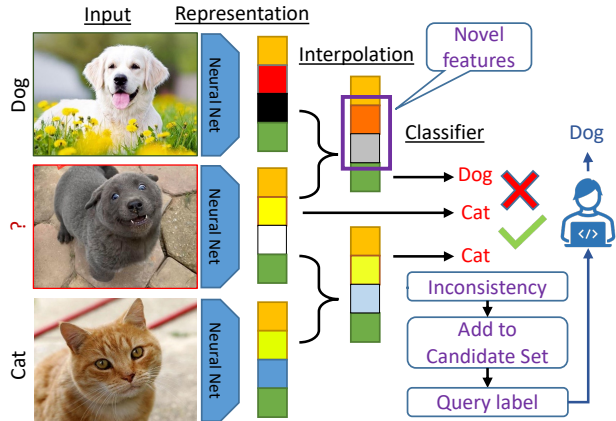 Input
Representation
Interpolation
Novel
features
Classifier
Dog
Neural Net
Dog
Dog
?
Neural Net
Cat
Cat
</>
Cat
Neural Net
Inconsistency
Add to
Candidate Set
Query label